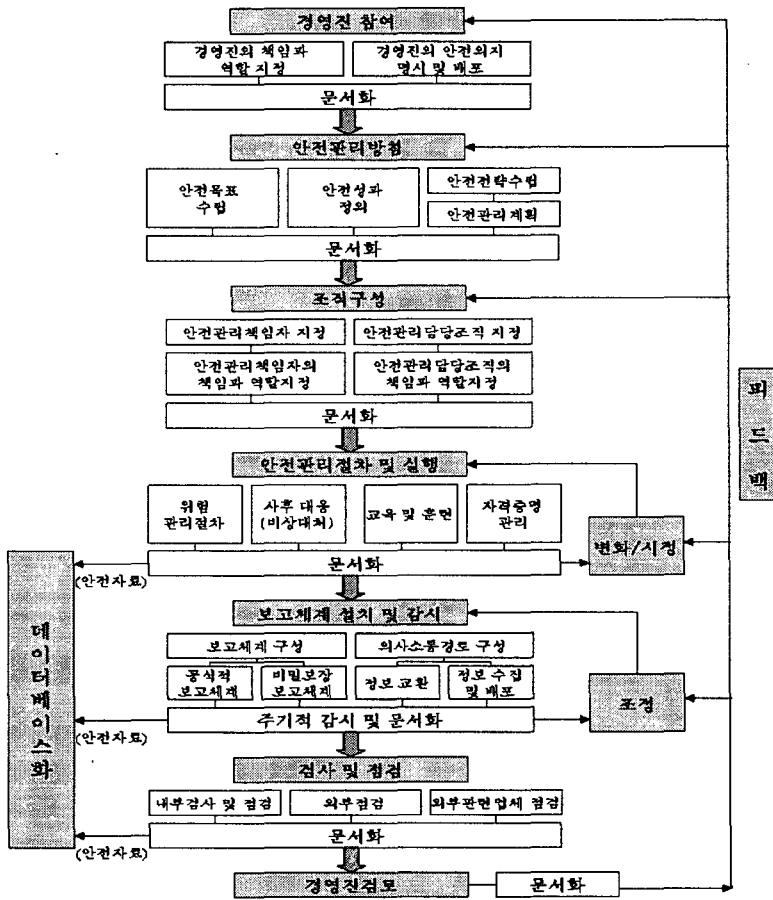 경영진 참여
경영진의 책임과
역할 지정
경영진의 안전의지
명시 및 배포
문서화
안전관리방침
안전목표
수립
안전성과
정의
안전전략수립
안전관리계획
문서화
조직구성
안전관리책임자 지정
안전관리담당조직 지정
안전관리책임자의
책임과 역할지정
안전관리담당조직의
책임과 역할지정
문서화
피
드
백
안전관리절차 및 실행
위험
관리절차
사후 대응
(비상대처)
교육 및 훈련
자격증명
관리
변화/시정
문서화
(안전자료)
데
이
터
베
이
스
화
보고체계 설치 및 감시
보고체계 구성
의사소통경로 구성
공식적
보고체계
비밀보장
보고체계
정보 교환
정보 수집
및 배포
조정
주기적 감시 및 문서화
(안전자료)
검사 및 점검
내부검사 및 점검
외부점검
외부관련업체 점검
문서화
(안전자료)
경영진검토
문서화